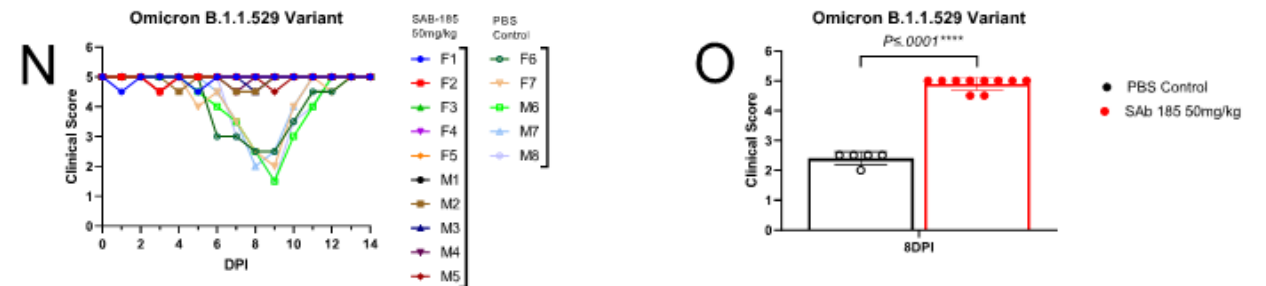 N
Omicron B.1.1.529 Variant
Clinical Score
6
5
4
3
2
1
0
0 2 4 6 8 10 12 14
DPI
SAB-185
50mg/kg
F1
F2
F3
F4
F5
M1
M2
M3
M4
M5
PBS
Control
F6
F7
M6
M7
M8
O
Omicron B.1.1.529 Variant
P≤.0001****
Clinical Score
6
5
4
3
2
1
0
8DPI
PBS Control
SAb 185 50mg/kg